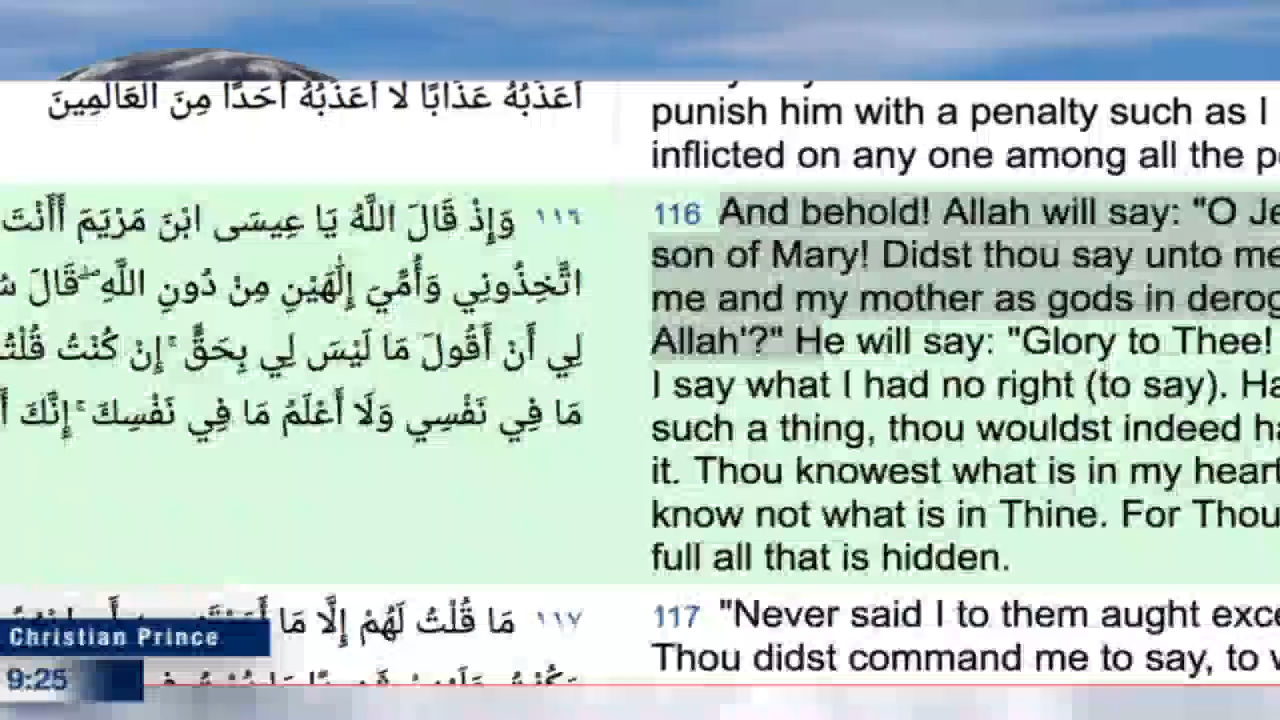 أُعَذِّبُهُ عَذَابًا لَا أُعَذِّبُهُ أَحَدًا مِنَ الْعَالَمِينَ
١١٦ وَإِذْ قَالَ اللَّهُ يَا عِيسَى ابْنَ مَرْيَمَ أَأَنْتَ
اتَّخِذُونِي وَأُمِّيَ إِلَٰهَيْنِ مِنْ دُونِ اللَّهِ ۖ قَالَ
لِي أَنْ أَقُولَ مَا لَيْسَ لِي بِحَقٍّ ۚ إِنْ كُنْتُ
مَا فِي نَفْسِي وَلَا أَعْلَمُ مَا فِي نَفْسِكَ ۚ إِنَّكَ
١١٧ مَا قُلْتُ لَهُمْ إِلَّا مَا
punish him with a penalty such as I
inflicted on any one among all the
116 And behold! Allah will say: "O
son of Mary! Didst thou say unto
me and my mother as gods in
Allah'?" He will say: "Glory to Thee!
I say what I had no right (to say).
such a thing, thou wouldst indeed
it. Thou knowest what is in my heart
know not what is in Thine. For Thou
full all that is hidden.
117 "Never said I to them aught
Thou didst command me to say, to
Christian Prince
9:25